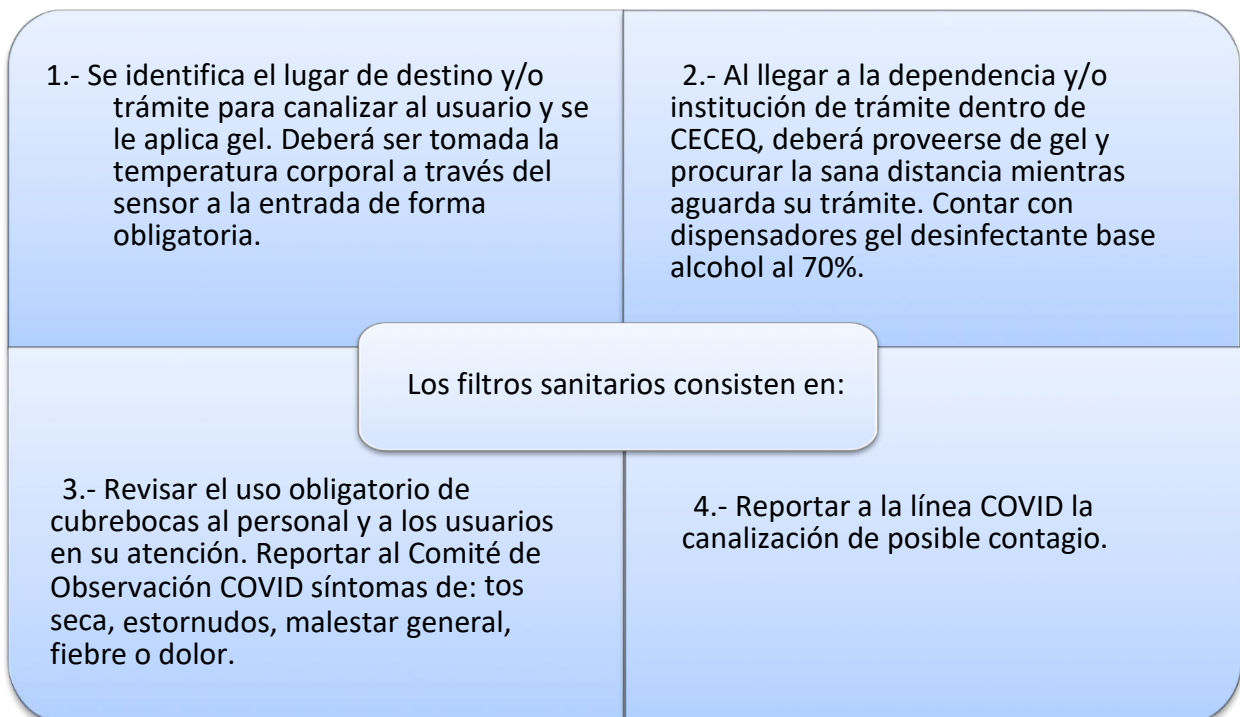 1.- Se identifica el lugar de destino y/o
trámite para canalizar al usuario y se
le aplica gel. Deberá ser tomada la
temperatura corporal a través del
sensor a la entrada de forma
obligatoria.
2.- Al llegar a la dependencia y/o
institución de trámite dentro de
CECEQ, deberá proveerse de gel y
procurar la sana distancia mientras
aguarda su trámite. Contar con
dispensadores gel desinfectante base
alcohol al 70%.
Los filtros sanitarios consisten en:
3.- Revisar el uso obligatorio de
cubrebocas al personal y a los usuarios
en su atención. Reportar al Comité de
Observación COVID síntomas de: tos
seca, estornudos, malestar general,
fiebre o dolor.
4.- Reportar a la línea COVID la
canalización de posible contagio.